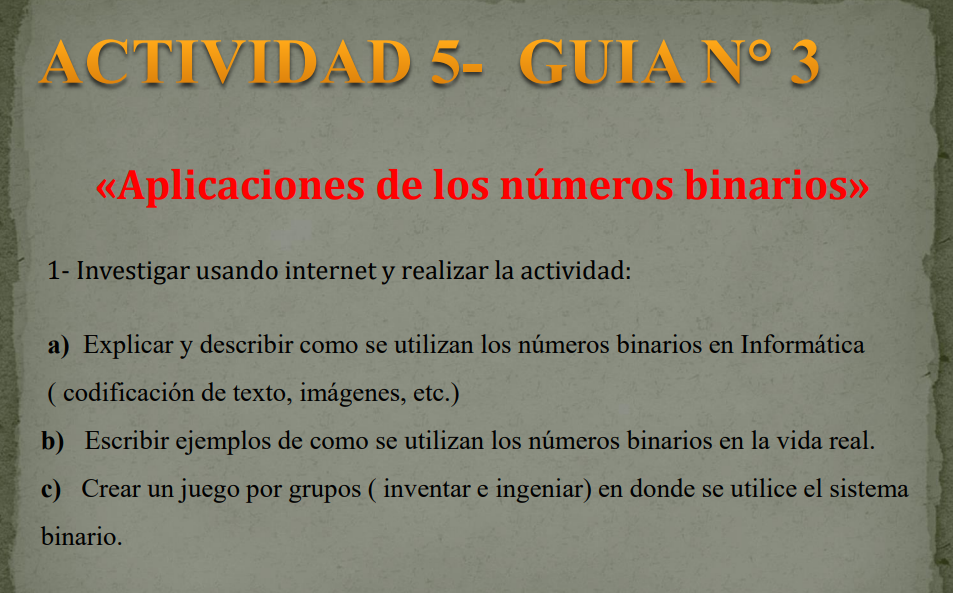 ACTIVIDAD 5- GUIA N° 3
«Aplicaciones de los números binarios»
1- Investigar usando internet y realizar la actividad:
a) Explicar y describir como se utilizan los números binarios en Informática
( codificación de texto, imágenes, etc.)
b) Escribir ejemplos de como se utilizan los números binarios en la vida real.
c) Crear un juego por grupos ( inventar e ingeniar) en donde se utilice el sistema
binario.